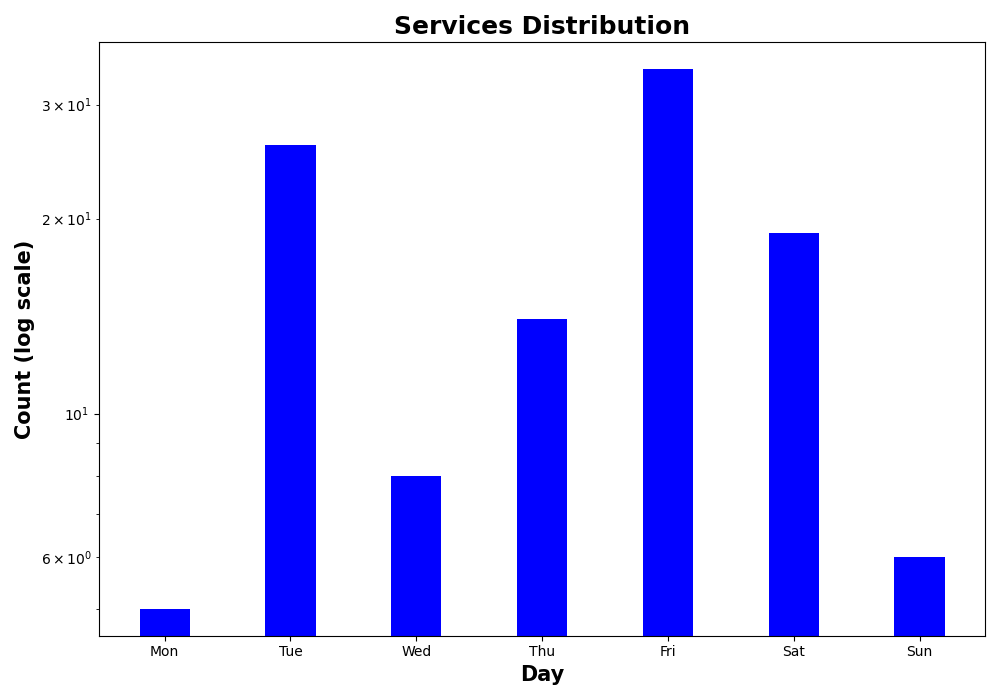 Services Distribution
3 × 10¹
2 × 10¹
10¹
6 × 10⁰
Count (log scale)
Mon Tue Wed Thu Fri Sat Sun
Day